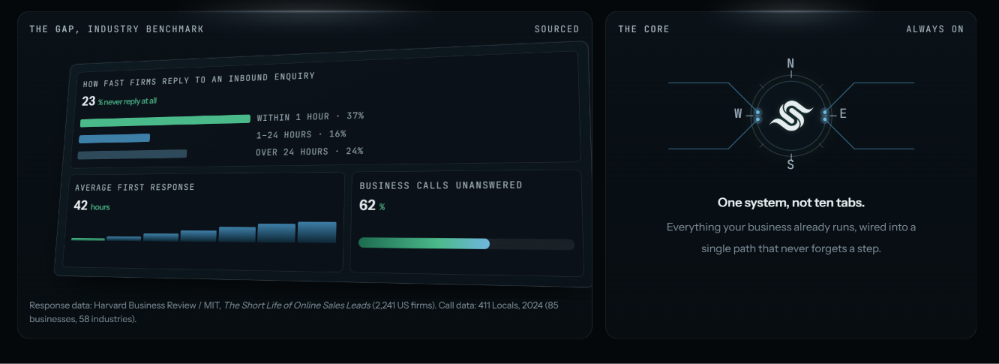 THE GAP, INDUSTRY BENCHMARK
SOURCED
HOW FAST FIRMS REPLY TO AN INBOUND ENQUIRY
23 % never reply at all
WITHIN 1 HOUR · 37%
1–24 HOURS · 16%
OVER 24 HOURS · 24%
AVERAGE FIRST RESPONSE
42 hours
BUSINESS CALLS UNANSWERED
62 %
Response data: Harvard Business Review / MIT, The Short Life of Online Sales Leads (2,241 US firms). Call data: 411 Locals, 2024 (85
businesses, 58 industries).
THE CORE
ALWAYS ON
N
W
E
S
One system, not ten tabs.
Everything your business already runs, wired into a
single path that never forgets a step.